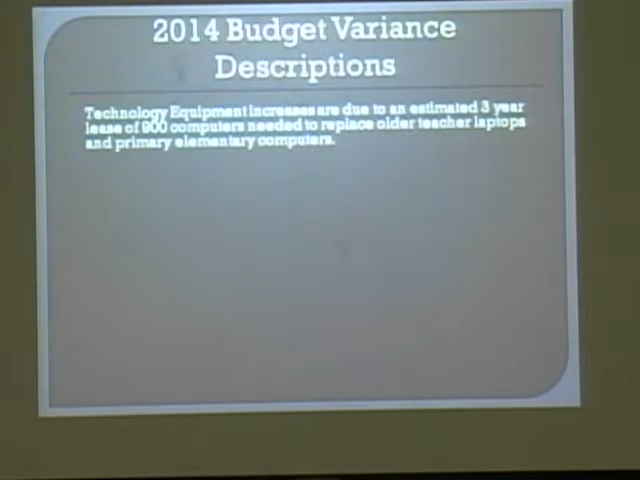 2014 Budget Variance
Descriptions
Technology Equipment increases are due to an estimated 3 year
lease of 900 computers needed to replace older teacher laptops
and primary elementary computers.